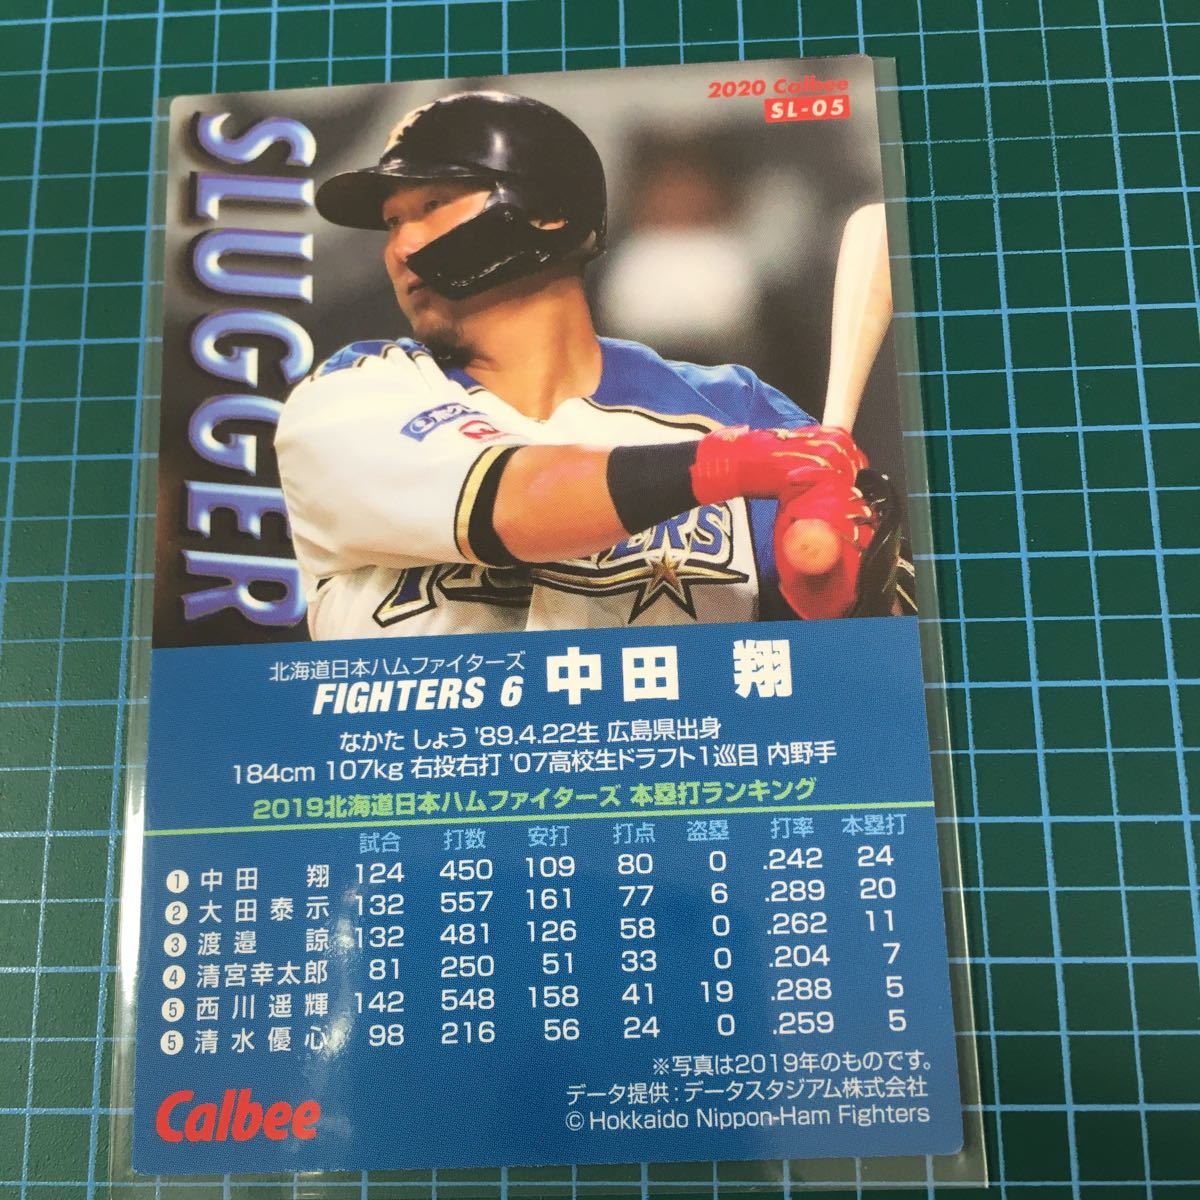 2020 Calbee
SL-05
SLUGGER
FIGHTERS
北海道日本ハムファイターズ
FIGHTERS 6 中田 翔
なかた しょう '89.4.22生 広島県出身
184cm 107kg 右投右打 '07高校生ドラフト1巡目 内野手
2019北海道日本ハムファイターズ 本塁打ランキング
試合 打数 安打 打点 盗塁 打率 本塁打
❶ 中田 翔 124 450 109 80 0 .242 24
❷ 大田泰示 132 557 161 77 6 .289 20
❸ 渡邉 諒 132 481 126 58 0 .262 11
❹ 清宮幸太郎 81 250 51 33 0 .204 7
❺ 西川遥輝 142 548 158 41 19 .288 5
❺ 清水優心 98 216 56 24 0 .259 5
※写真は2019年のものです。
データ提供:データスタジアム株式会社
© Hokkaido Nippon-Ham Fighters
Calbee